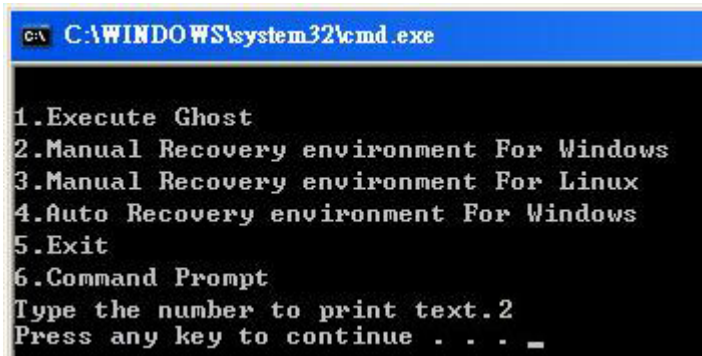 C:\WINDOWS\system32\cmd.exe
1.Execute Ghost
2.Manual Recovery environment For Windows
3.Manual Recovery environment For Linux
4.Auto Recovery environment For Windows
5.Exit
6.Command Prompt
Type the number to print text.2
Press any key to continue . . . _